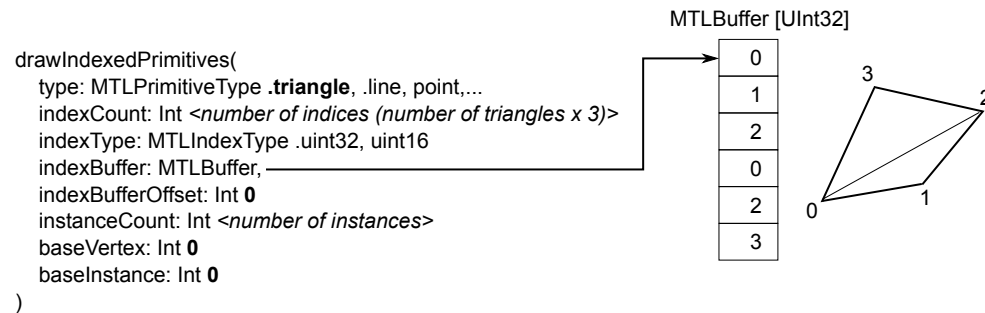 MTLBuffer [UInt32]
drawIndexedPrimitives(
type: MTLPrimitiveType .triangle, .line, point,...
indexCount: Int <number of indices (number of triangles x 3)>
indexType: MTLIndexType .uint32, uint16
indexBuffer: MTLBuffer,
indexBufferOffset: Int 0
instanceCount: Int <number of instances>
baseVertex: Int 0
baseInstance: Int 0
)
0
1
2
0
2
3
3
2
0
1